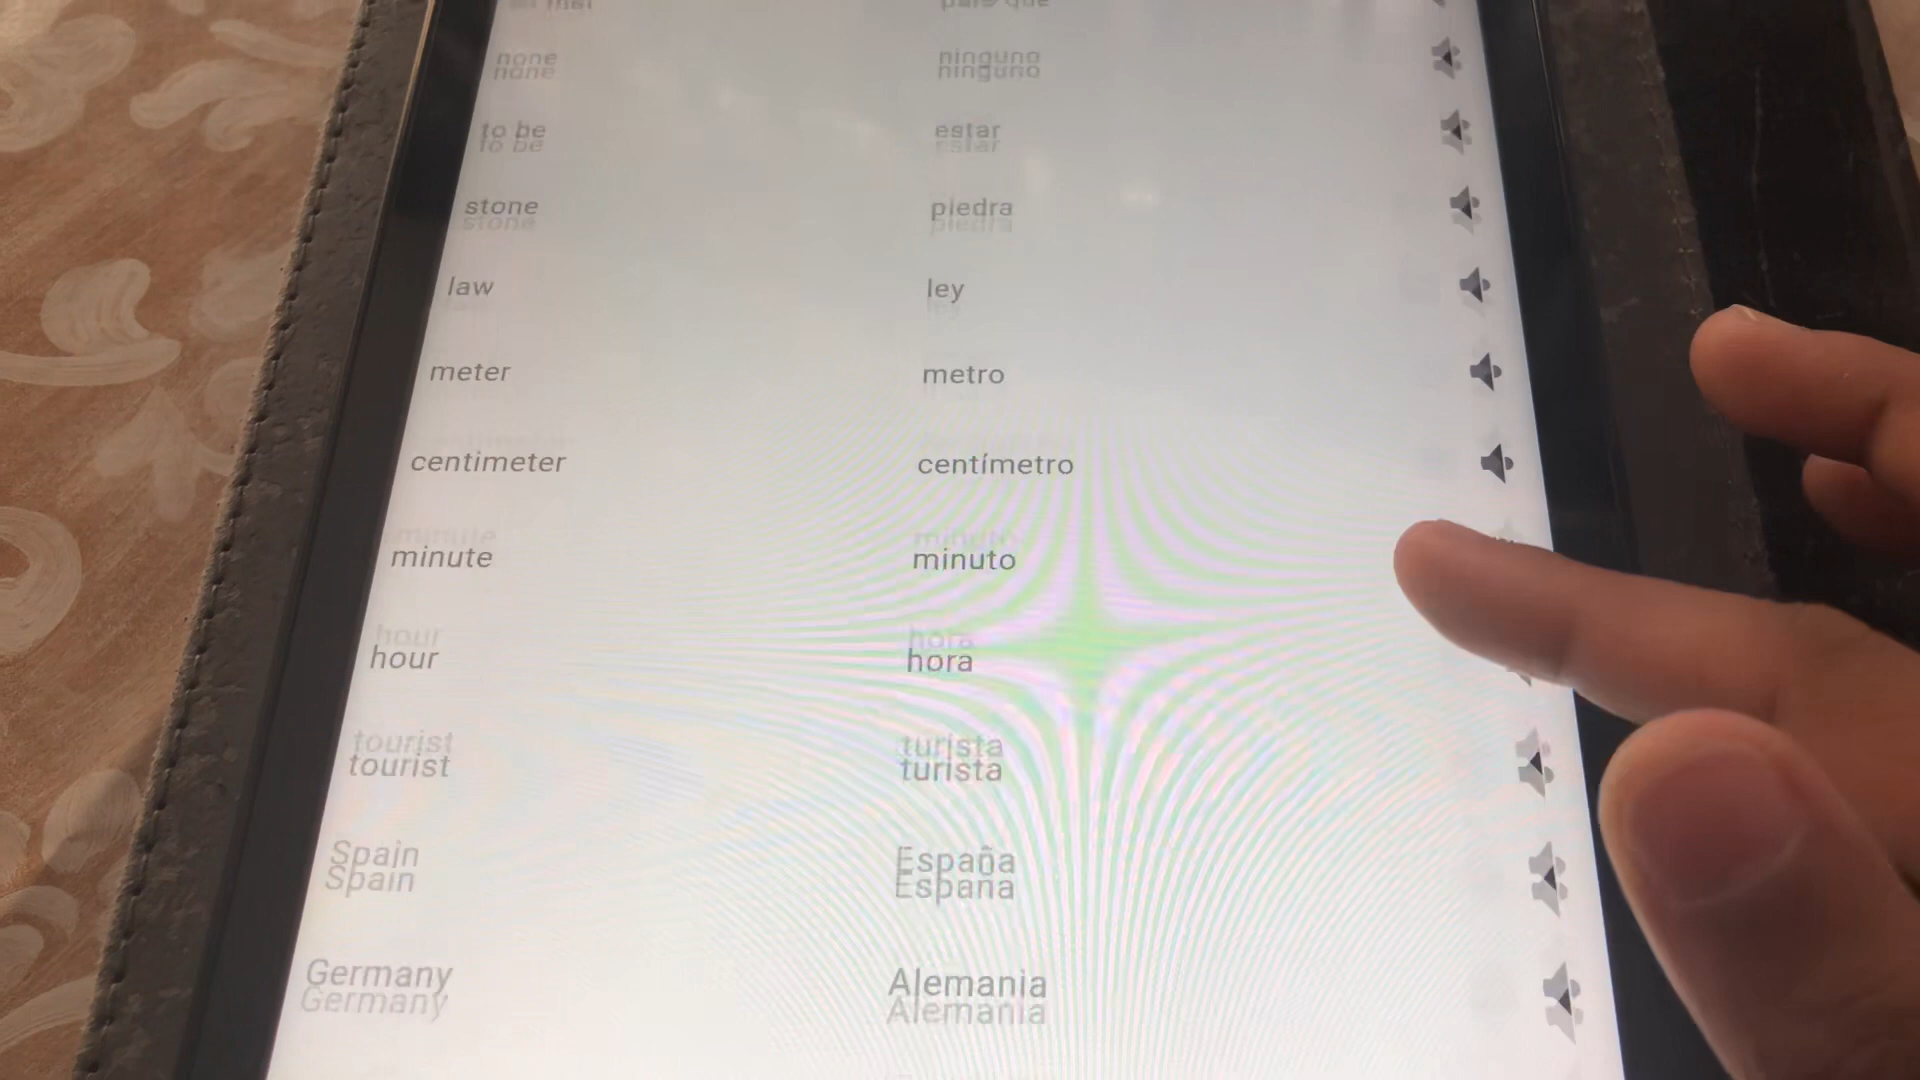 none ninguno
to be estar
stone piedra
law ley
meter metro
centimeter centímetro
minute minuto
hour hora
tourist turista
Spain España
Germany Alemania